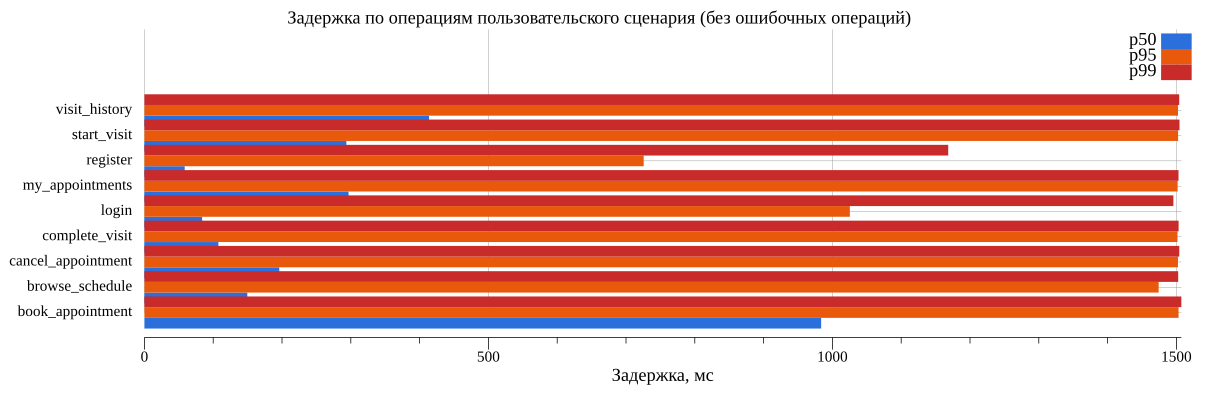 Задержка по операциям пользовательского сценария (без ошибочных операций)
p50
p95
p99
visit_history
start_visit
register
my_appointments
login
complete_visit
cancel_appointment
browse_schedule
book_appointment
0 500 1000 1500
Задержка, мс